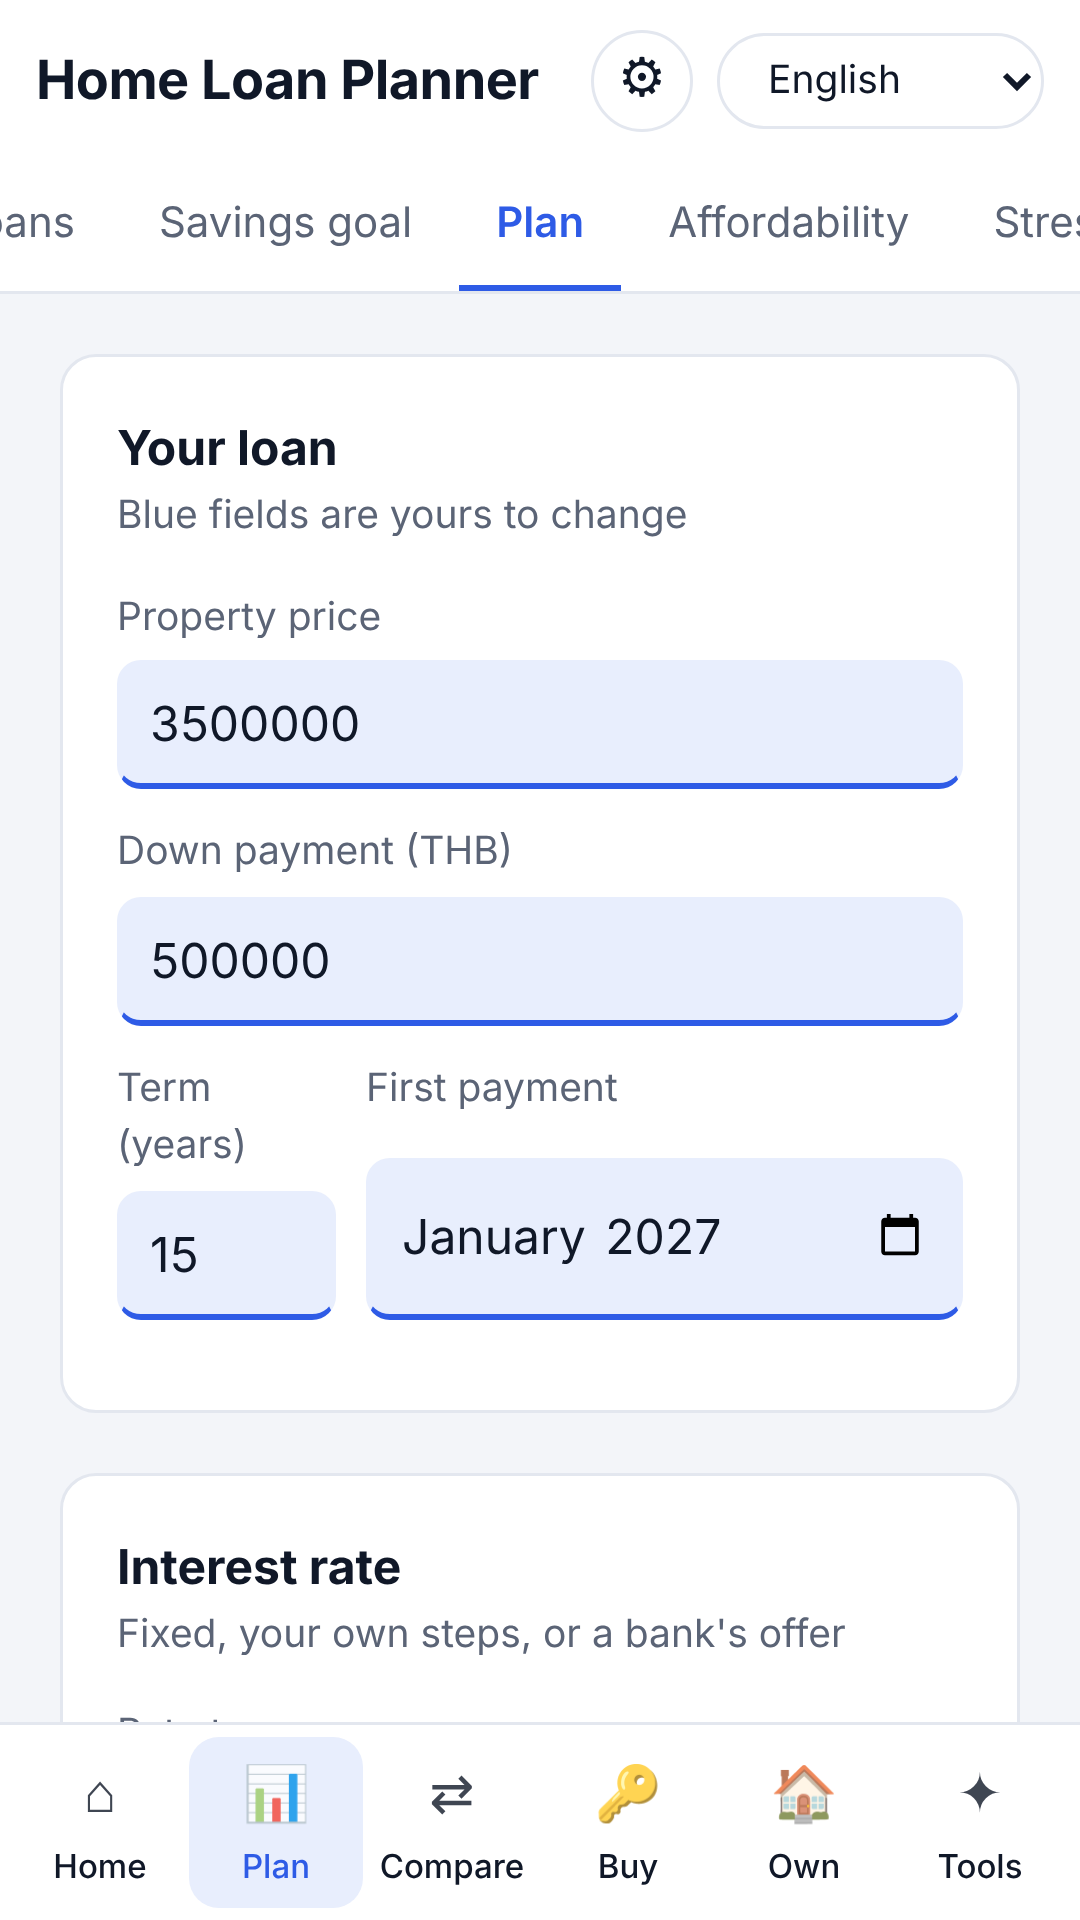 Home Loan Planner
English
Savings goal
Plan
Affordability
Your loan
Blue fields are yours to change
Property price
3500000
Down payment (THB)
500000
Term
(years)
First payment
15
January 2027
Interest rate
Fixed, your own steps, or a bank's offer
Home
Plan
Compare
Buy
Own
Tools